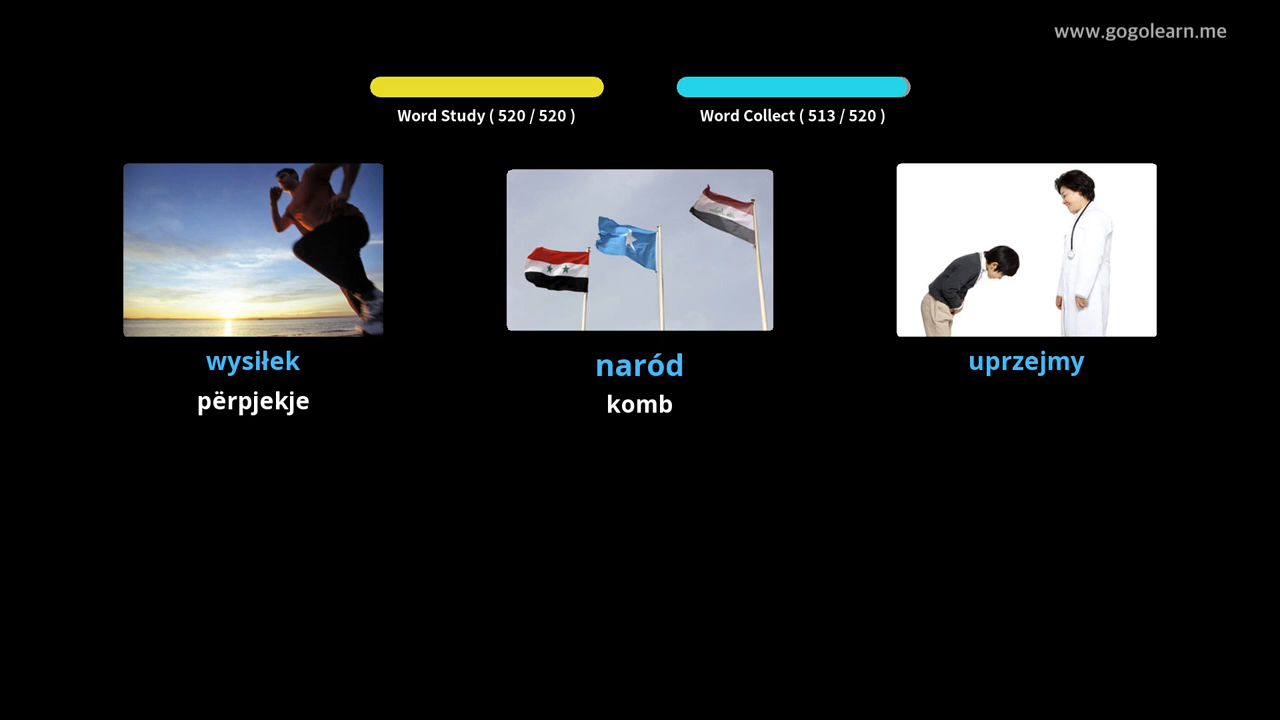 www.gogolearn.me
Word Study ( 520 / 520 )
Word Collect ( 513 / 520 )
wysiłek
përpjekje
naród
komb
uprzejmy